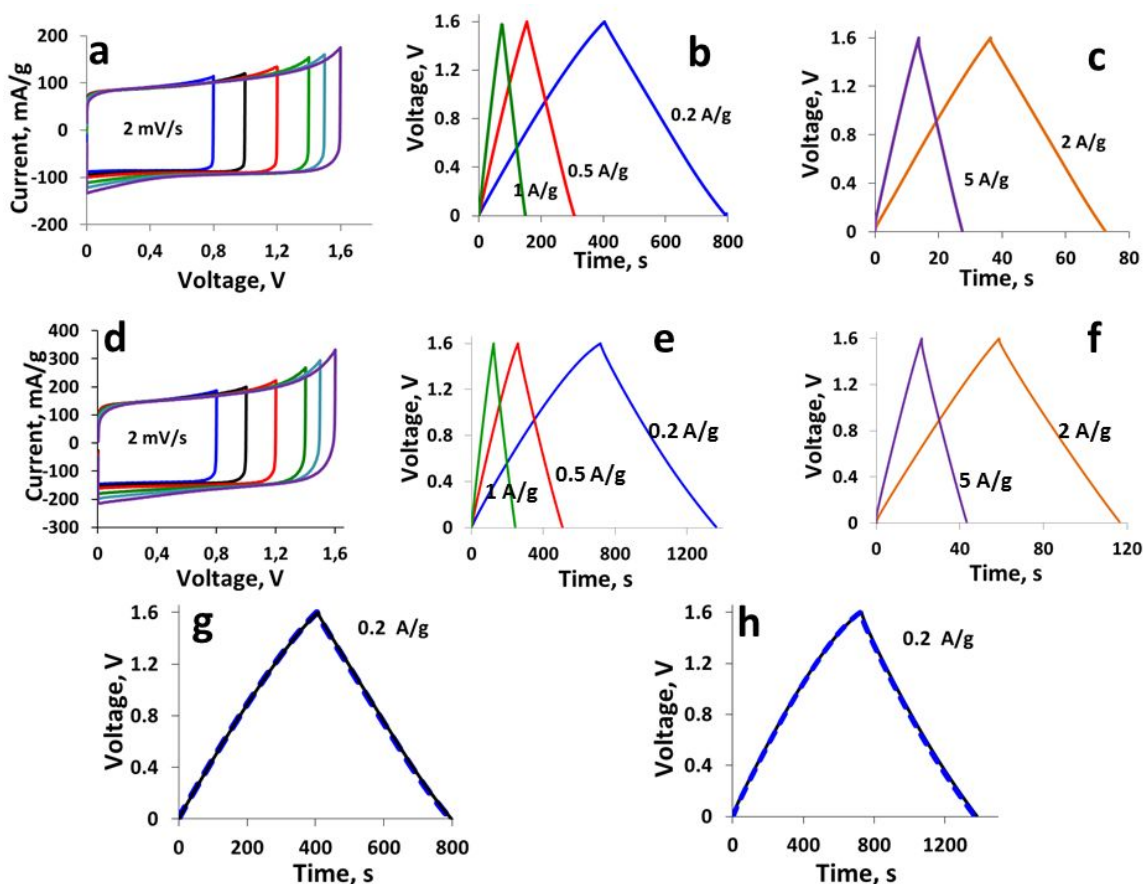 a
Current, mA/g
200
100
0
-100
-200
2 mV/s
0
0,4
0,8
1,2
1,6
Voltage, V
b
Voltage, V
1.6
1.2
0.8
0.4
0
0.2 A/g
0.5 A/g
1 A/g
0 200 400 600 800
Time, s
c
Voltage, V
1.6
1.2
0.8
0.4
0
2 A/g
5 A/g
0 20 40 60 80
Time, s
d
Current, mA/g
400
300
200
100
0
-100
-200
-300
2 mV/s
0 0,4 0,8 1,2 1,6
Voltage, V
e
Voltage, V
1.6
1.2
0.8
0.4
0
0.2 A/g
0.5 A/g
1 A/g
0 400 800 1200
Time, s
f
Voltage, V
1.6
1.2
0.8
0.4
0
2 A/g
5 A/g
0 40 80 120
Time, s
g
Voltage, V
1.6
1.2
0.8
0.4
0
0.2 A/g
0 200 400 600 800
Time, s
h
Voltage, V
1.6
1.2
0.8
0.4
0
0.2 A/g
0 400 800 1200
Time, s